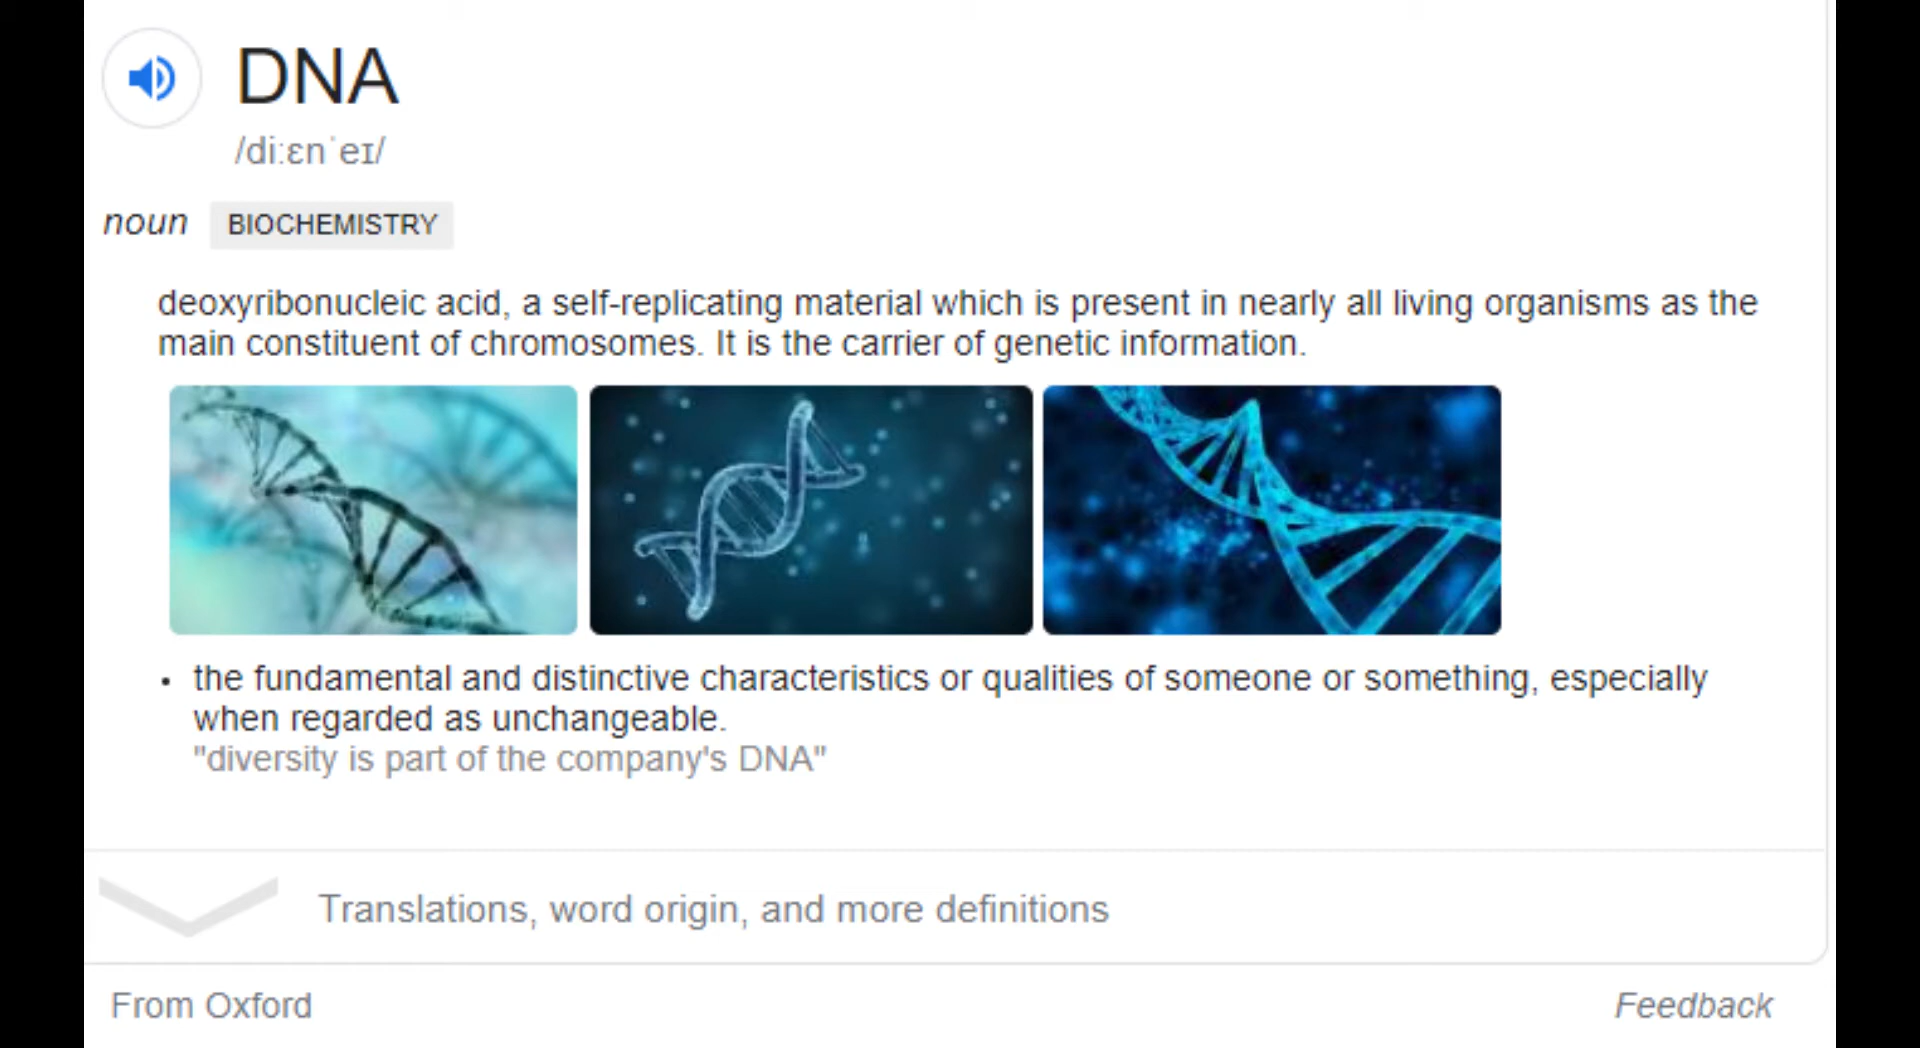 DNA
/diːɛnˈeɪ/
noun BIOCHEMISTRY
deoxyribonucleic acid, a self-replicating material which is present in nearly all living organisms as the
main constituent of chromosomes. It is the carrier of genetic information.
• the fundamental and distinctive characteristics or qualities of someone or something, especially
when regarded as unchangeable.
"diversity is part of the company's DNA"
Translations, word origin, and more definitions
From Oxford
Feedback